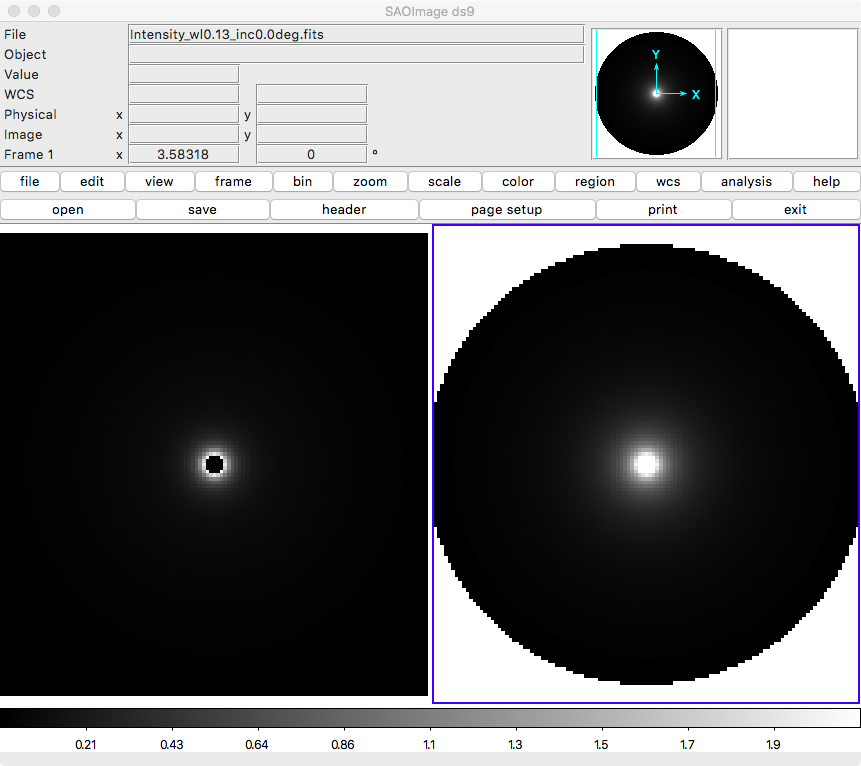 SAOImage ds9
File Intensity_wl0.13_inc0.0deg.fits
Object
Value
WCS
Physical x y
Image x y
Frame 1 x 3.58318 0 °
Y
X
file edit view frame bin zoom scale color region wcs analysis help
open save header page setup print exit
0.21 0.43 0.64 0.86 1.1 1.3 1.5 1.7 1.9